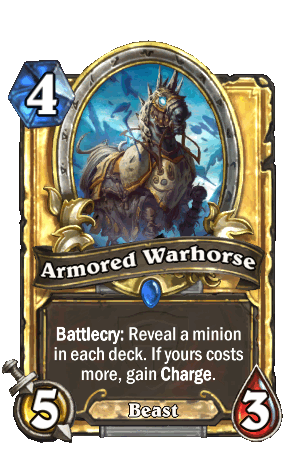 4
Armored Warhorse
Battlecry: Reveal a minion
in each deck. If yours costs
more, gain Charge.
5
Beast
3